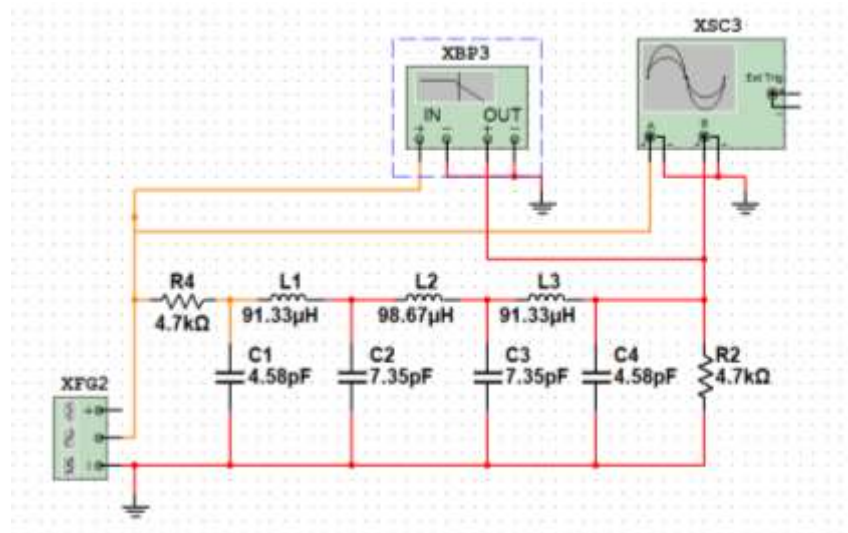 XSC3
XBP3
Ext Trig
IN OUT
A B
R4 L1 L2 L3
4.7kΩ 91.33µH 98.67µH 91.33µH
C1 C2 C3 C4 R2
4.58pF 7.35pF 7.35pF 4.58pF 4.7kΩ
XFG2